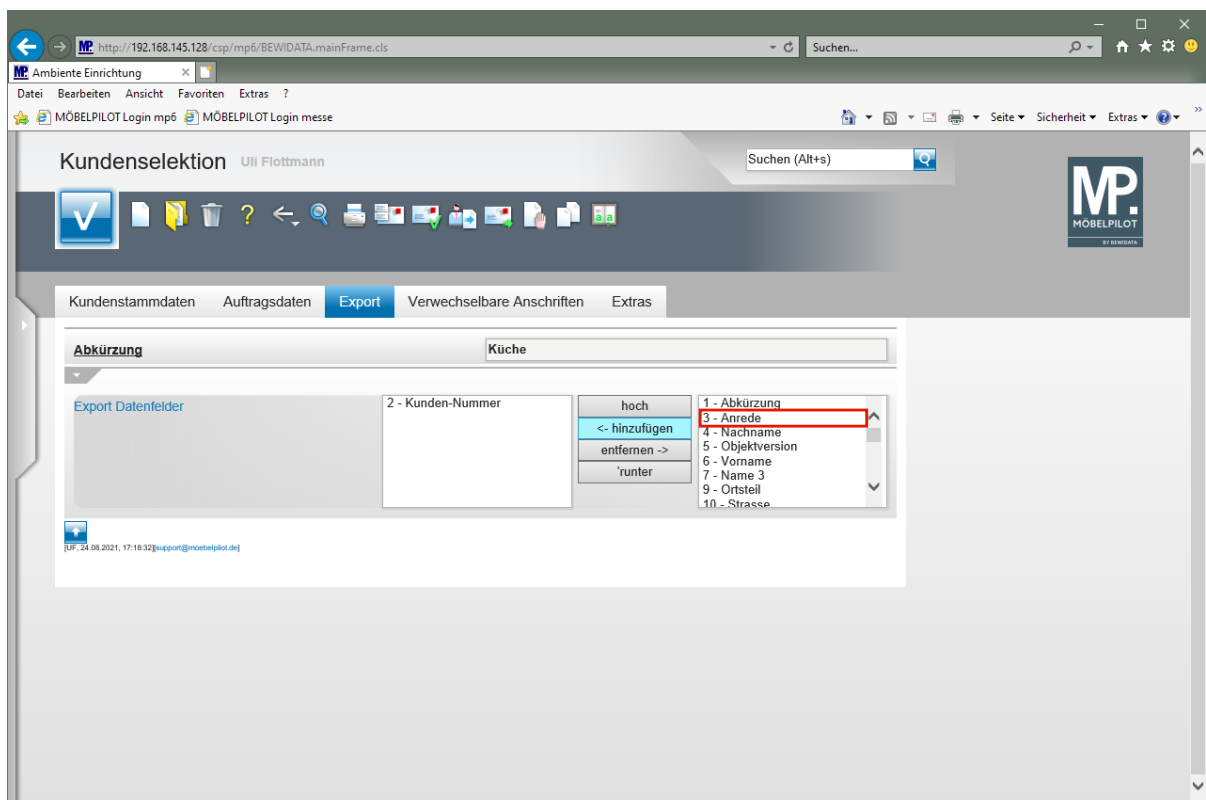 http://192.168.145.128/csp/mp6/BEWIDATA.mainFrame.cls
Suchen...
MP. Ambiente Einrichtung
Datei Bearbeiten Ansicht Favoriten Extras ?
MÖBELPILOT Login mp6 MÖBELPILOT Login messe
Seite Sicherheit Extras
Kundenselektion Uli Flottmann
Suchen (Alt+s)
MP.
MÖBELPILOT
BY BEWIDATA
Kundenstammdaten Auftragsdaten Export Verwechselbare Anschriften Extras
Abkürzung Küche
Export Datenfelder
2 - Kunden-Nummer
hoch
<- hinzufügen
entfernen ->
'runter
1 - Abkürzung
3 - Anrede
4 - Nachname
5 - Objektversion
6 - Vorname
7 - Name 3
9 - Ortsteil
10 - Strasse
[UF, 24.08.2021, 17:18:32][support@moebelpilot.de]